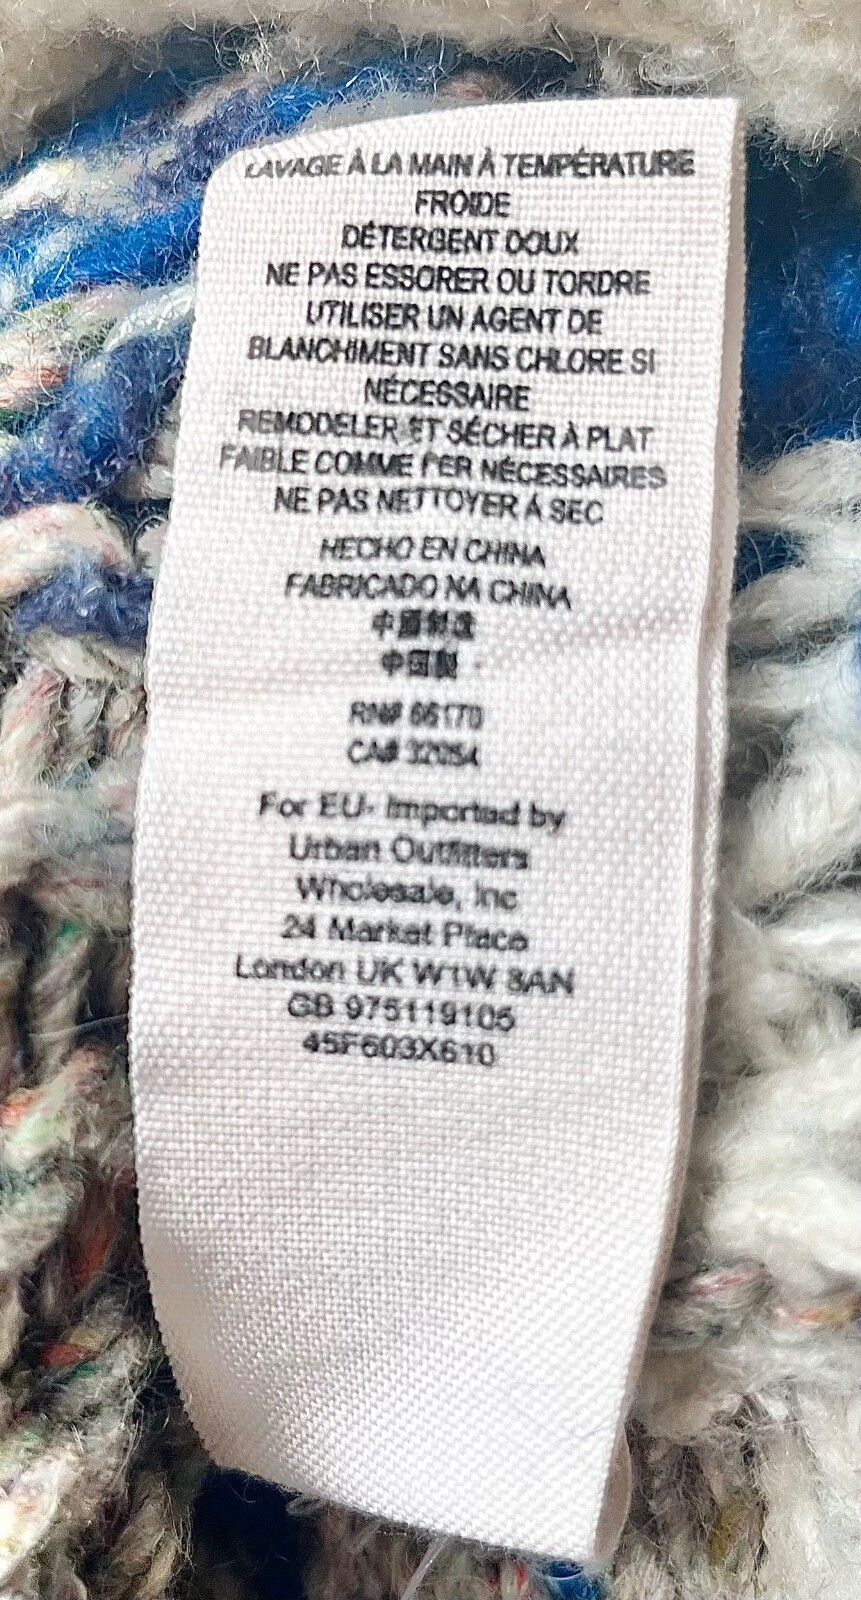 LAVAGE À LA MAIN À TEMPÉRATURE
FROIDE
DÉTERGENT DOUX
NE PAS ESSORER OU TORDRE
UTILISER UN AGENT DE
BLANCHIMENT SANS CHLORE SI
NÉCESSAIRE
REMODELER ET SÉCHER À PLAT
FAIBLE COMME FER NÉCESSAIRES
NE PAS NETTOYER À SEC
HECHO EN CHINA
FABRICADO NA CHINA
中國製造
中国製
RN# 66170
CA# 32054
For EU- Imported by
Urban Outfitters
Wholesale, Inc
24 Market Place
London UK W1W 8AN
GB 975119105
45F603X610